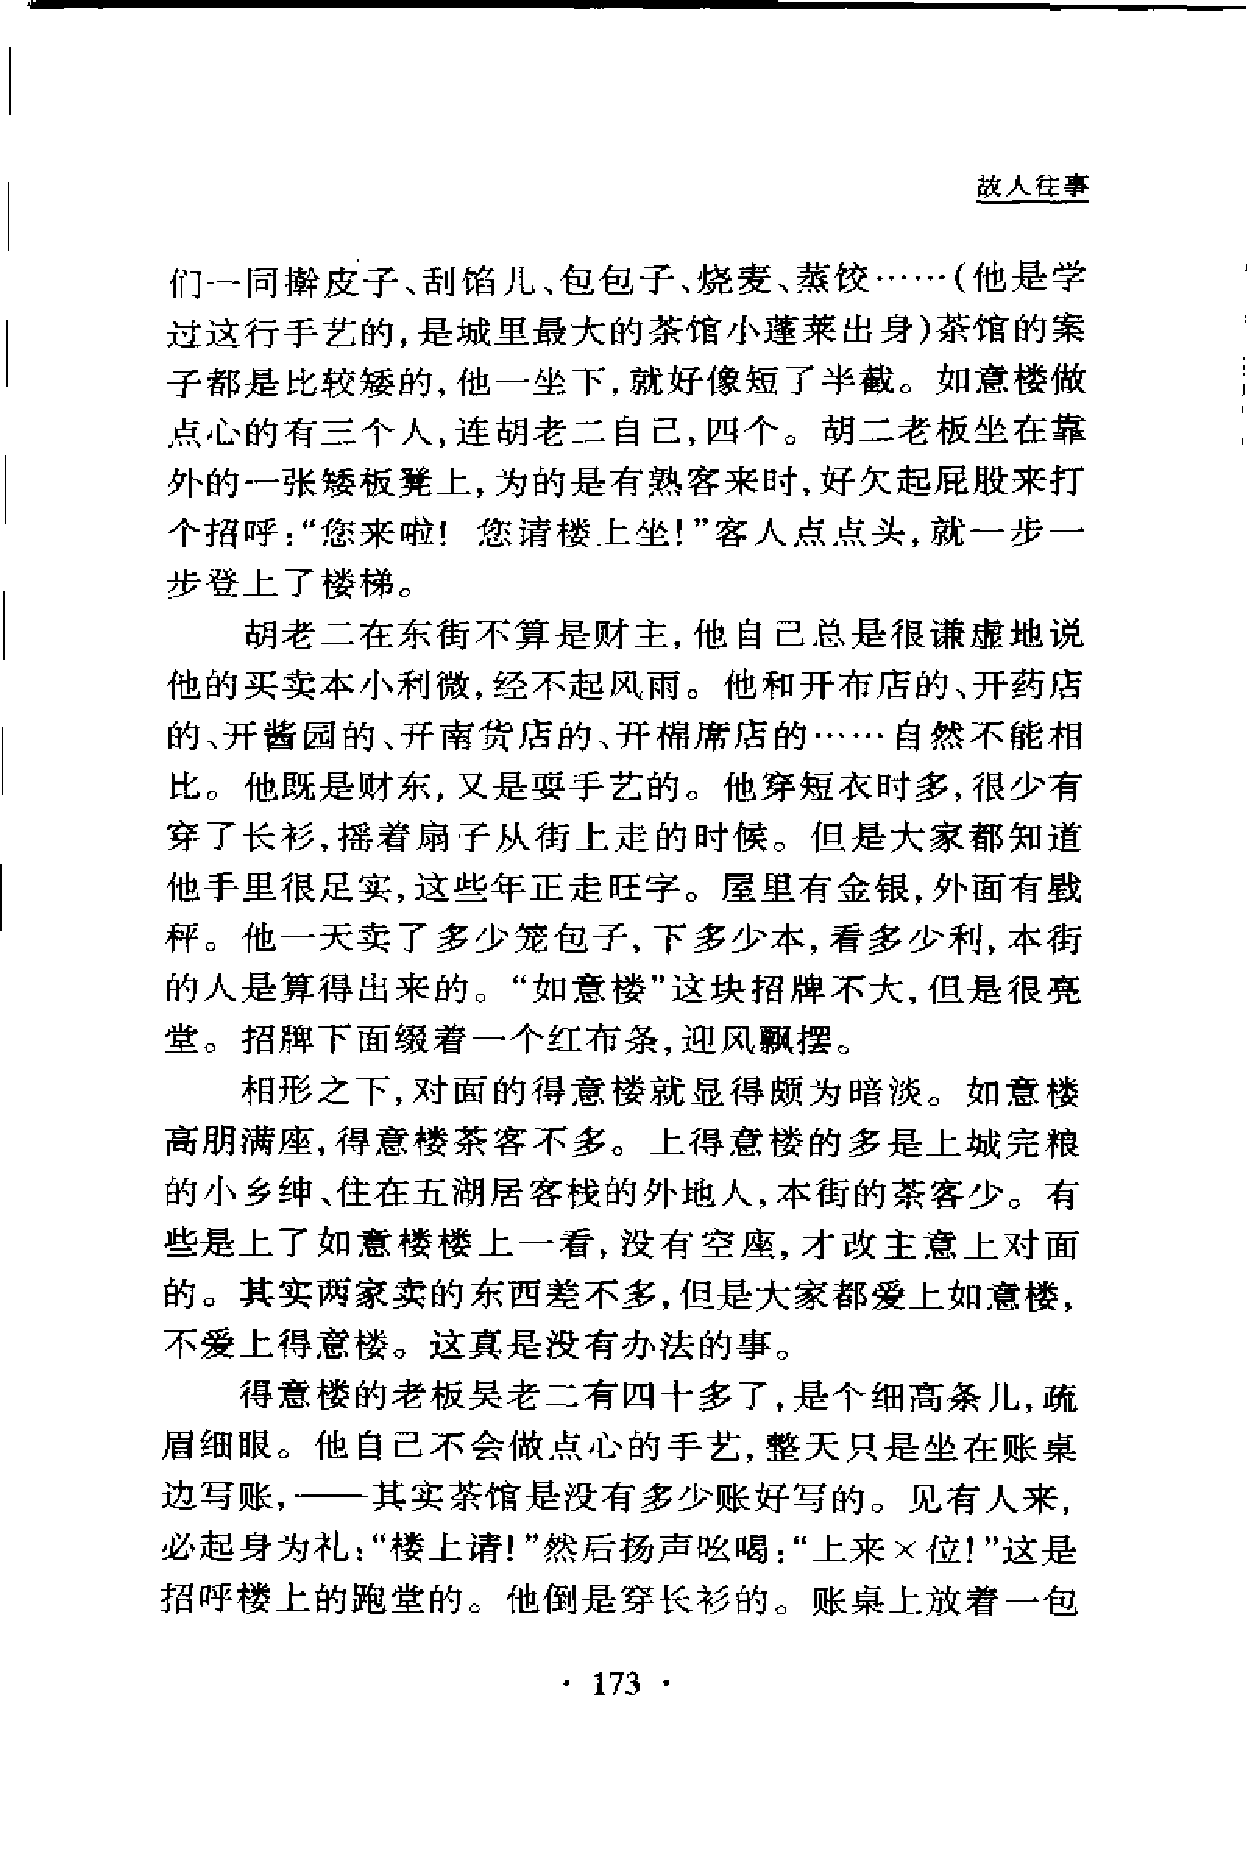 故人往事
们一同擀皮子、刮馅儿、包包子、烧麦、蒸饺……(他是学
过这行手艺的,是城里最大的茶馆小蓬莱出身)茶馆的案
子都是比较矮的,他一坐下,就好像短了半截。如意楼做
点心的有三个人,连胡老二自己,四个。胡二老板坐在靠
外的一张矮板凳上,为的是有熟客来时,好欠起屁股来打
个招呼:“您来啦! 您请楼上坐!”客人点点头,就一步一
步登上了楼梯。
胡老二在东街不算是财主,他自己总是很谦虚地说
他的买卖本小利微,经不起风雨。他和开布店的、开药店
的、开酱园的、开南货店的、开棉席店的……自然不能相
比。他既是财东,又是耍手艺的。他穿短衣时多,很少有
穿了长衫,摇着扇子从街上走的时候。但是大家都知道
他手里很足实,这些年正走旺字。屋里有金银,外面有戥
秤。他一天卖了多少笼包子、下多少本,看多少利,本街
的人是算得出来的。“如意楼”这块招牌不大,但是很亮
堂。招牌下面缀着一个红布条,迎风飘摆。
相形之下,对面的得意楼就显得颇为暗淡。如意楼
高朋满座,得意楼茶客不多。上得意楼的多是上城完粮
的小乡绅、住在五湖居客栈的外地人,本街的茶客少。有
些是上了如意楼楼上一看,没有空座,才改主意上对面
的。其实两家卖的东西差不多,但是大家都爱上如意楼,
不爱上得意楼。这真是没有办法的事。
得意楼的老板吴老二有四十多了,是个细高条儿,疏
眉细眼。他自己不会做点心的手艺,整天只是坐在账桌
边写账,——其实茶馆是没有多少账好写的。见有人来,
必起身为礼:“楼上请!”然后扬声吆喝:“上来×位!”这是
招呼楼上的跑堂的。他倒是穿长衫的。账桌上放着一包
· 173 ·